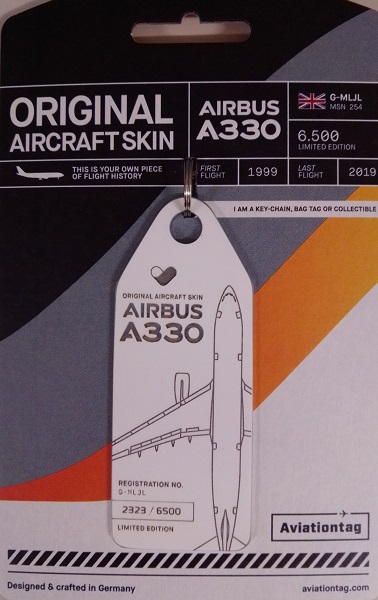 ORIGINAL
AIRCRAFT SKIN
AIRBUS
A330
G-MLJL
MSN 254
6.500
LIMITED EDITION
THIS IS YOUR OWN PIECE
OF FLIGHT HISTORY
FIRST
FLIGHT
1999
LAST
FLIGHT
2019
I AM A KEY-CHAIN, BAG TAG OR COLLECTIBLE
ORIGINAL AIRCRAFT SKIN
AIRBUS
A330
REGISTRATION NO.
G-MLJL
2323 / 6500
LIMITED EDITION
Aviationtag
Designed & crafted in Germany
aviationtag.com